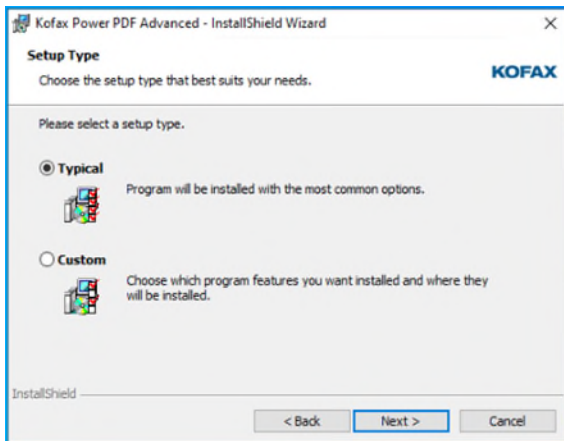 Kofax Power PDF Advanced - InstallShield Wizard
Setup Type
Choose the setup type that best suits your needs.
KOFAX
Please select a setup type.
Typical
Program will be installed with the most common options.
Custom
Choose which program features you want installed and where they
will be installed.
InstallShield
< Back
Next >
Cancel